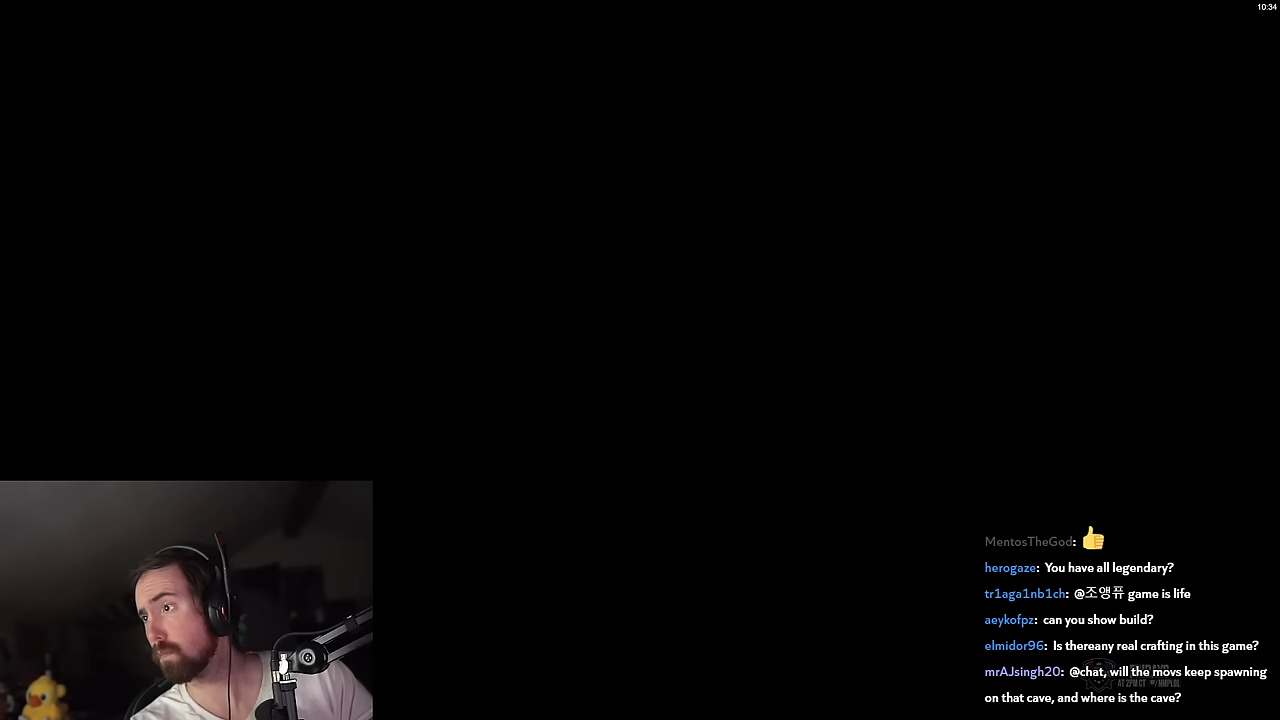 10:34
MentosTheGod: 👍
herogaze: You have all legendary?
tr1aga1nb1ch: @조앵퓨 game is life
aeykofpz: can you show build?
elmidor96: Is thereany real crafting in this game?
mrAJsingh20: @chat, will the movs keep spawning
on that cave, and where is the cave?